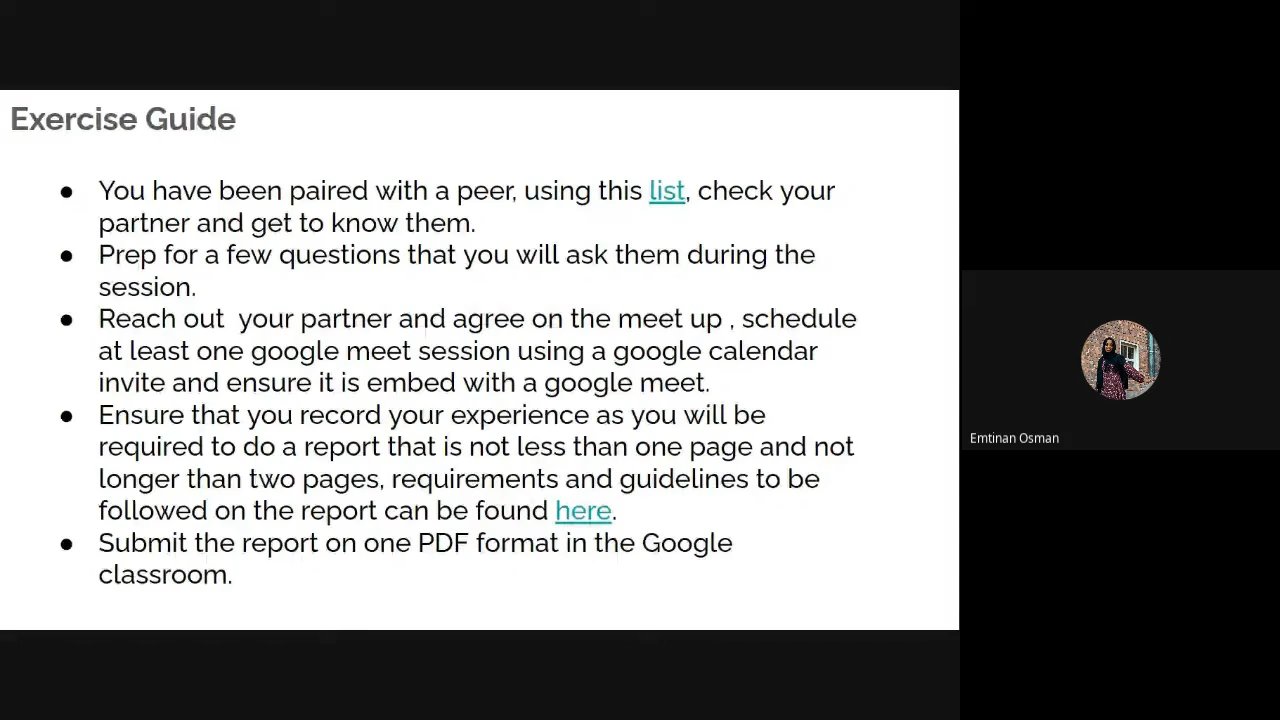 Exercise Guide
● You have been paired with a peer, using this list, check your
partner and get to know them.
● Prep for a few questions that you will ask them during the
session.
● Reach out  your partner and agree on the meet up , schedule
at least one google meet session using a google calendar
invite and ensure it is embed with a google meet.
● Ensure that you record your experience as you will be
required to do a report that is not less than one page and not
longer than two pages, requirements and guidelines to be
followed on the report can be found here.
● Submit the report on one PDF format in the Google
classroom.
Emtinan Osman